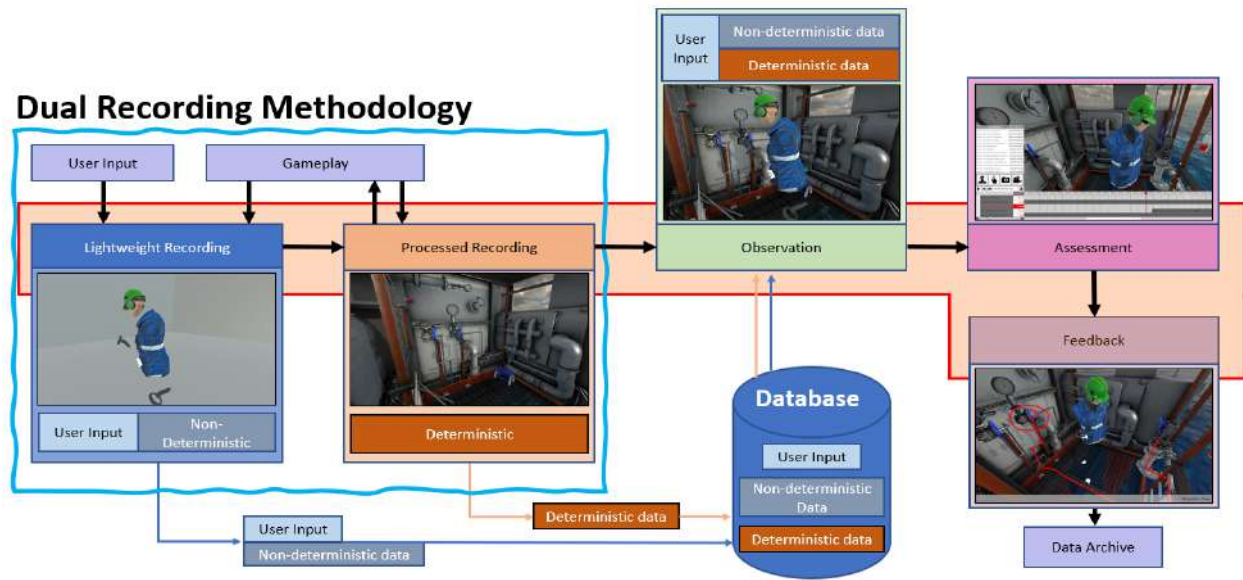 Dual Recording Methodology
User Input
Gameplay
Lightweight Recording
User Input
Non-
Deterministic
Processed Recording
Deterministic
User
Input
Non-deterministic data
Deterministic data
Observation
Assessment
Feedback
Data Archive
Database
User Input
Non-deterministic
Data
Deterministic data
Deterministic data
User Input
Non-deterministic data